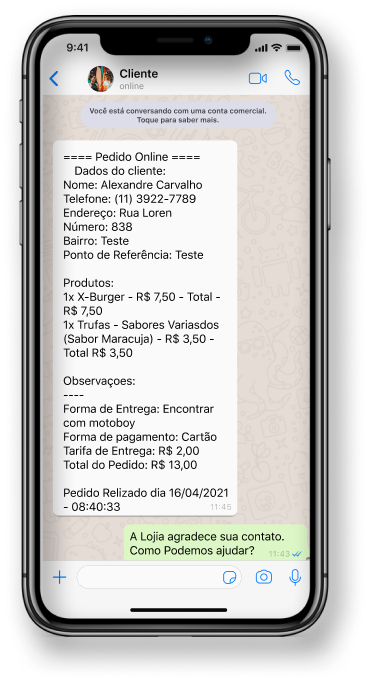 9:41
Cliente
online
Você está conversando com uma conta comercial.
Toque para saber mais.
==== Pedido Online ====
Dados do cliente:
Nome: Alexandre Carvalho
Telefone: (11) 3922-7789
Endereço: Rua Loren
Número: 838
Bairro: Teste
Ponto de Referência: Teste
Produtos:
1x X-Burger - R$ 7,50 - Total -
R$ 7,50
1x Trufas - Sabores Variasdos
(Sabor Maracuja) - R$ 3,50 -
Total R$ 3,50
Observaçoes:
----
Forma de Entrega: Encontrar
com motoboy
Forma de pagamento: Cartão
Tarifa de Entrega: R$ 2,00
Total do Pedido: R$ 13,00
Pedido Relizado dia 16/04/2021
- 08:40:33
11:45
A Lojia agradece sua contato.
Como Podemos ajudar?
11:43